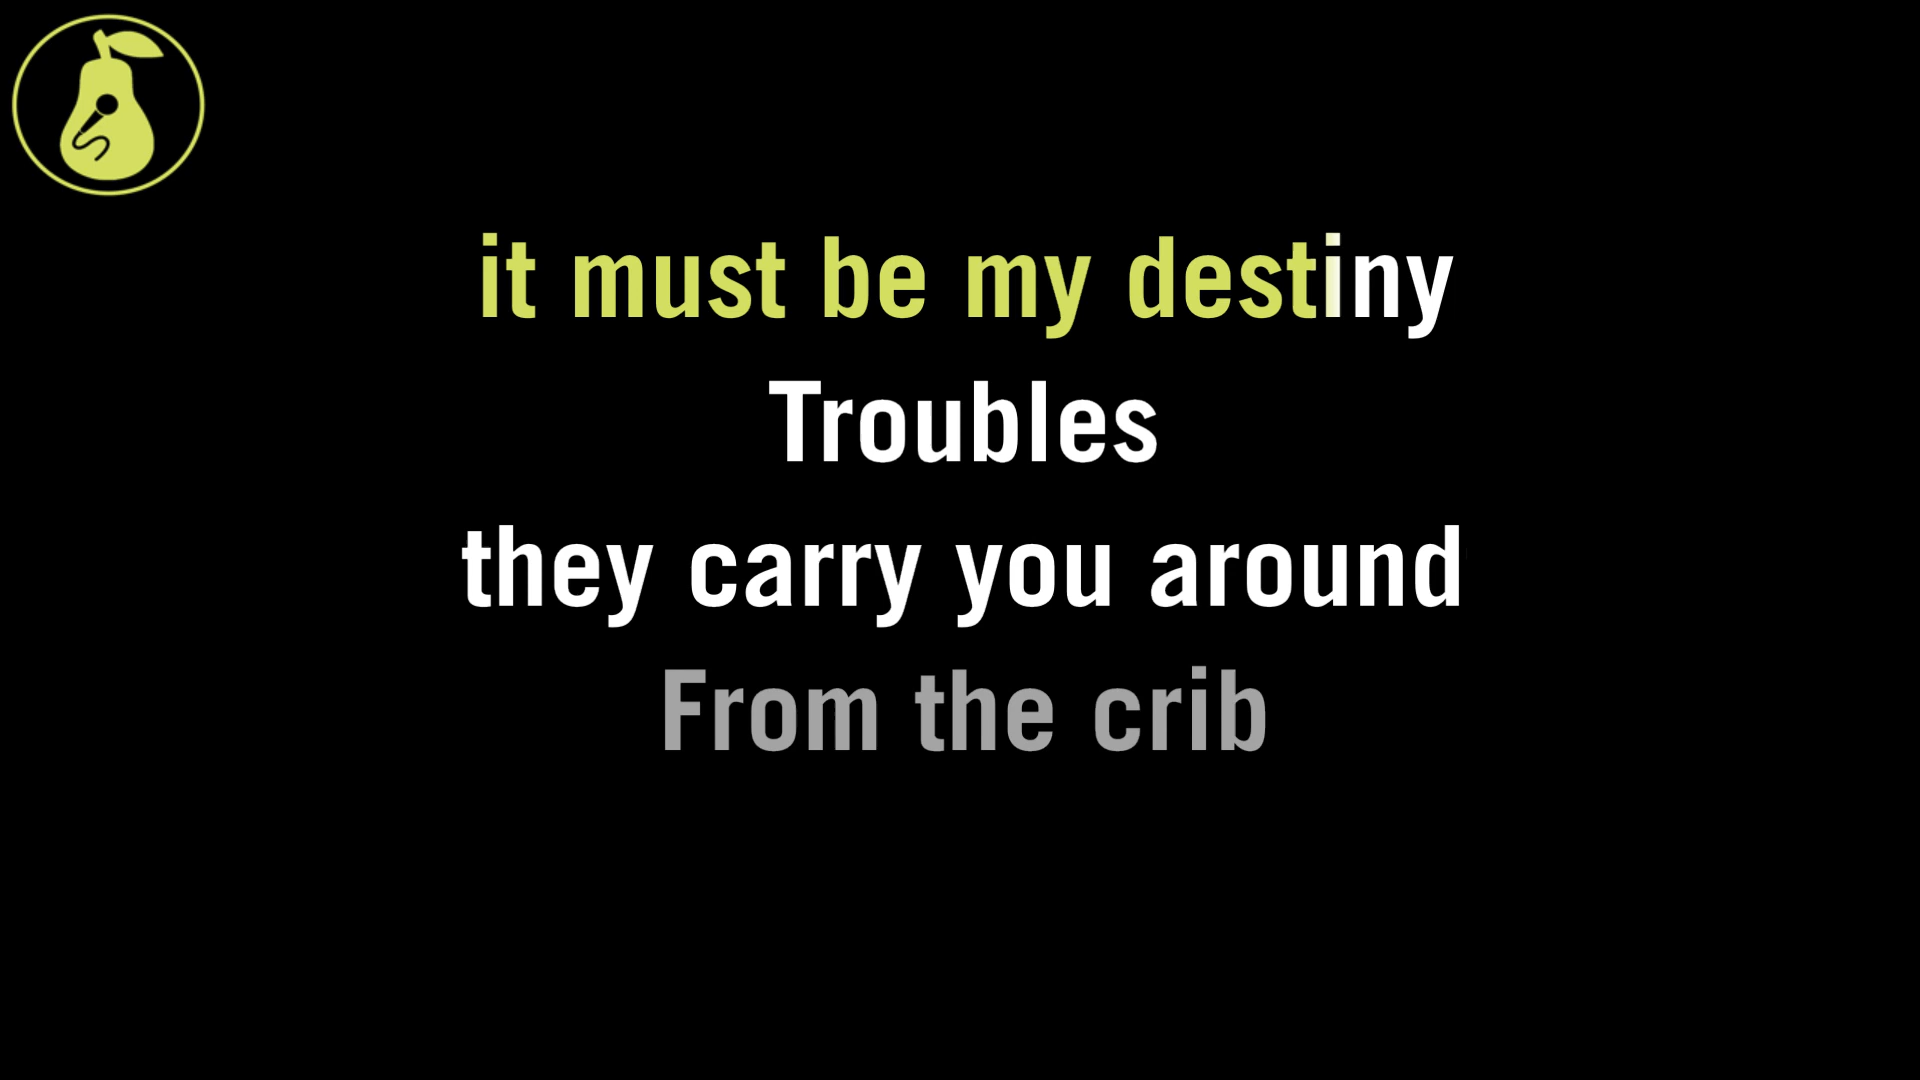 it must be my destiny
Troubles
they carry you around
From the crib